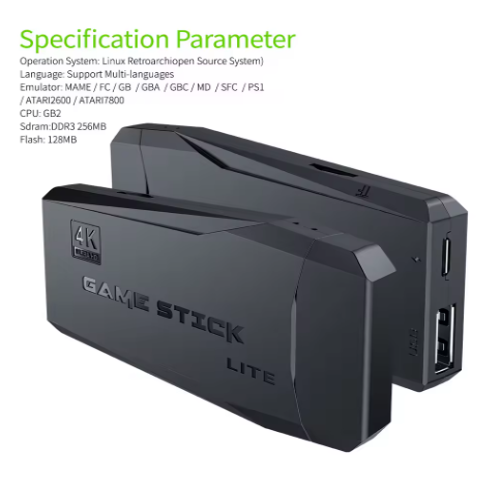 Specification Parameter
Operation System: Linux Retroarchiopen Source System)
Language: Support Multi-languages
Emulator: MAME / FC / GB / GBA / GBC / MD / SFC / PS1
/ ATARI2600 / ATARI7800
CPU: GB2
Sdram:DDR3 256MB
Flash: 128MB
4K
GAME STICK
LITE